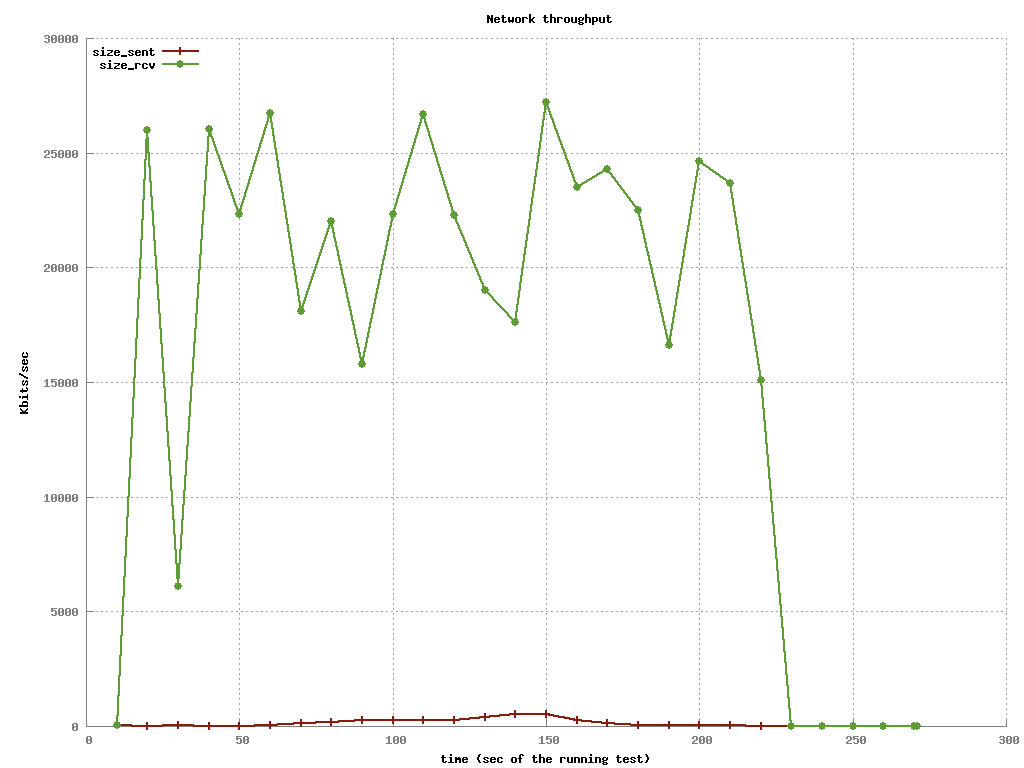 Network throughput
30000
size_sent
size_rcv
25000
20000
Kbits/sec
15000
10000
5000
0
0 50 100 150 200 250 300
time (sec of the running test)